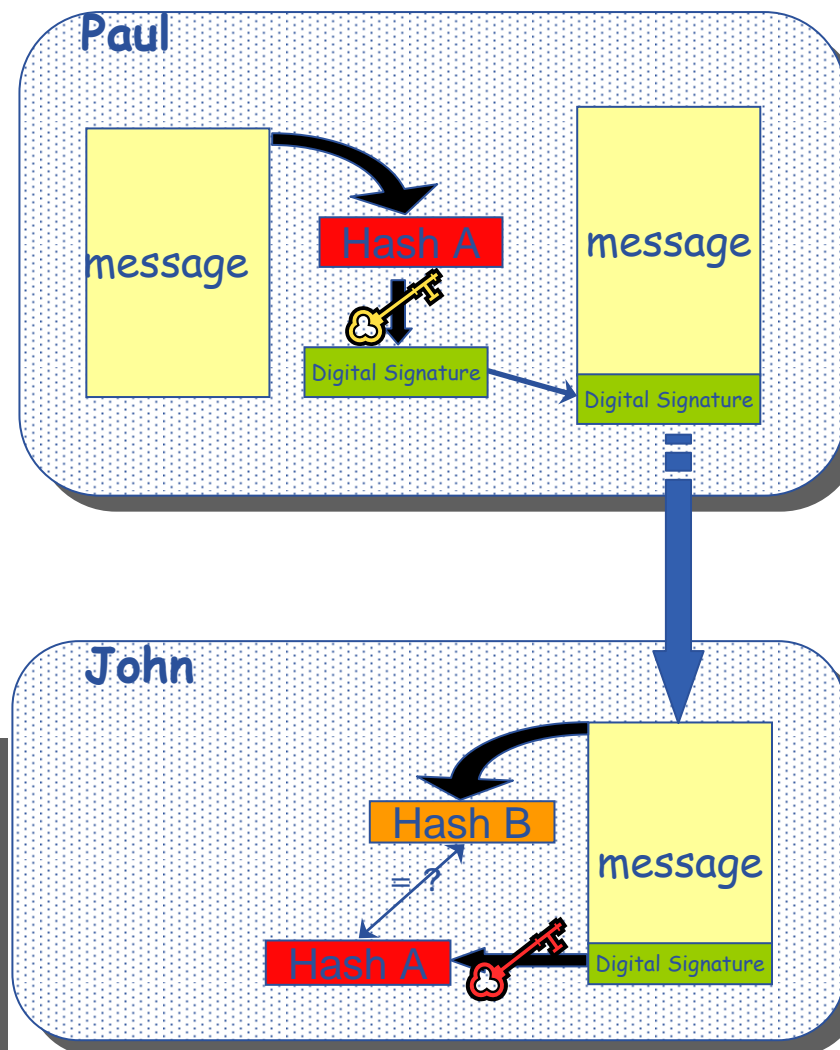 Paul
message
Hash A
message
Digital Signature
Digital Signature
John
Hash B
= ?
message
Hash A
Digital Signature